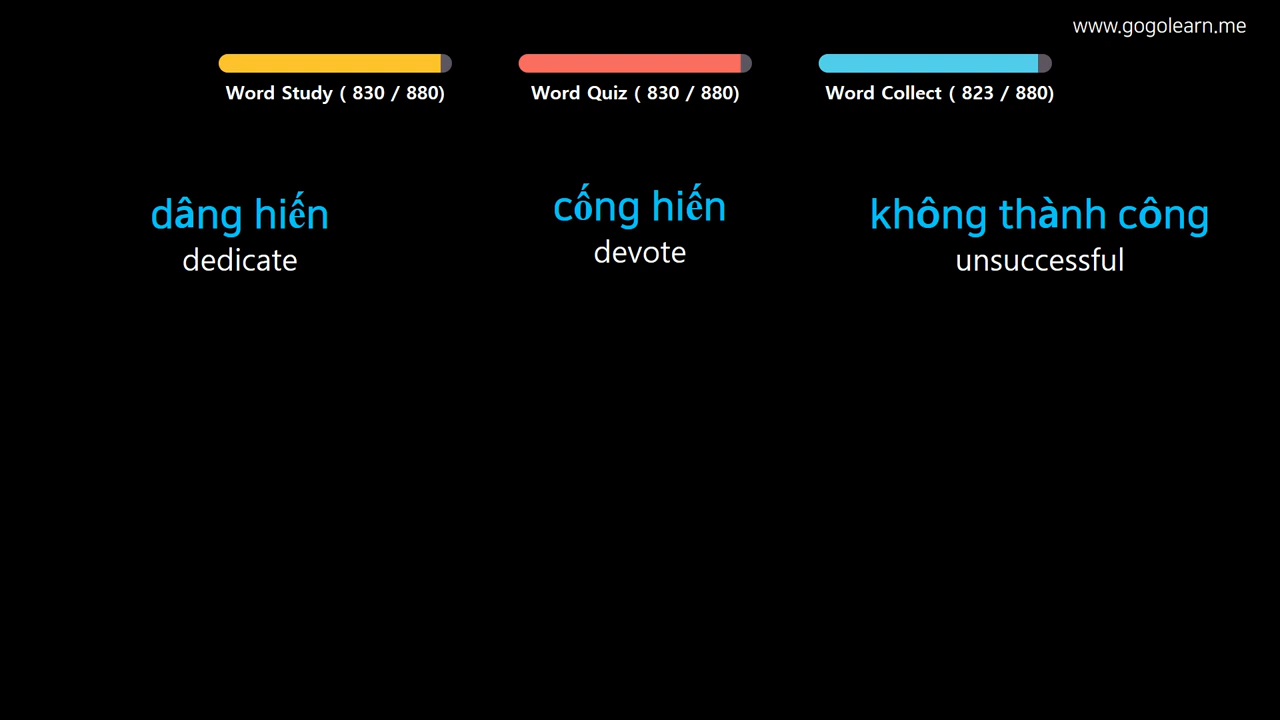 www.gogolearn.me
Word Study ( 830 / 880)
Word Quiz ( 830 / 880)
Word Collect ( 823 / 880)
dâng hiến
dedicate
cống hiến
devote
không thành công
unsuccessful